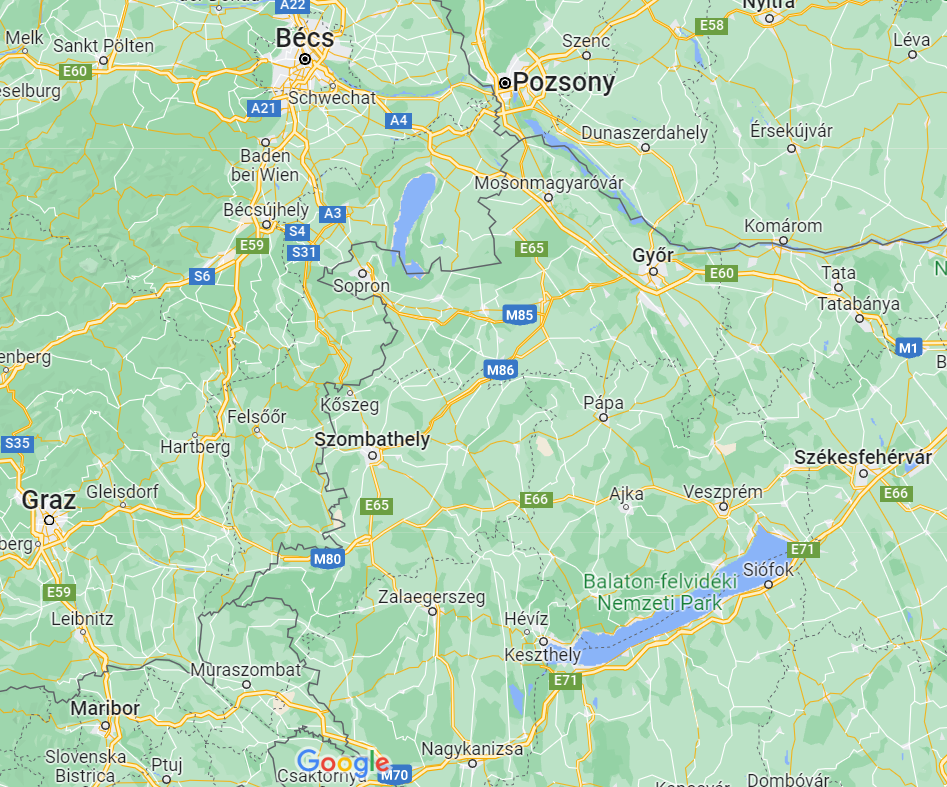 A22
Nyitra
E58
Melk
Sankt Pölten
Bécs
Szenc
Léva
E60
Pozsony
eselburg
Schwechat
A21
A4
Dunaszerdahely
Érsekújvár
Baden
bei Wien
Mosonmagyaróvár
Bécsújhely
A3
S4
Komárom
E59
S31
E65
Győr
S6
Sopron
E60
Tata
N
Tatabánya
M85
M1
enberg
M86
B
Kőszeg
Pápa
Felsőőr
S35
Hartberg
Szombathely
Székesfehérvár
Graz
Gleisdorf
E65
E66
Ajka
Veszprém
E66
berg
M80
E71
Siófok
E59
Balaton-felvidéki
Nemzeti Park
Zalaegerszeg
Leibnitz
Hévíz
Keszthely
Muraszombat
E71
Maribor
Slovenska
Bistrica
Ptuj
Google
Csáktornya
M70
Nagykanizsa
Dombóvár